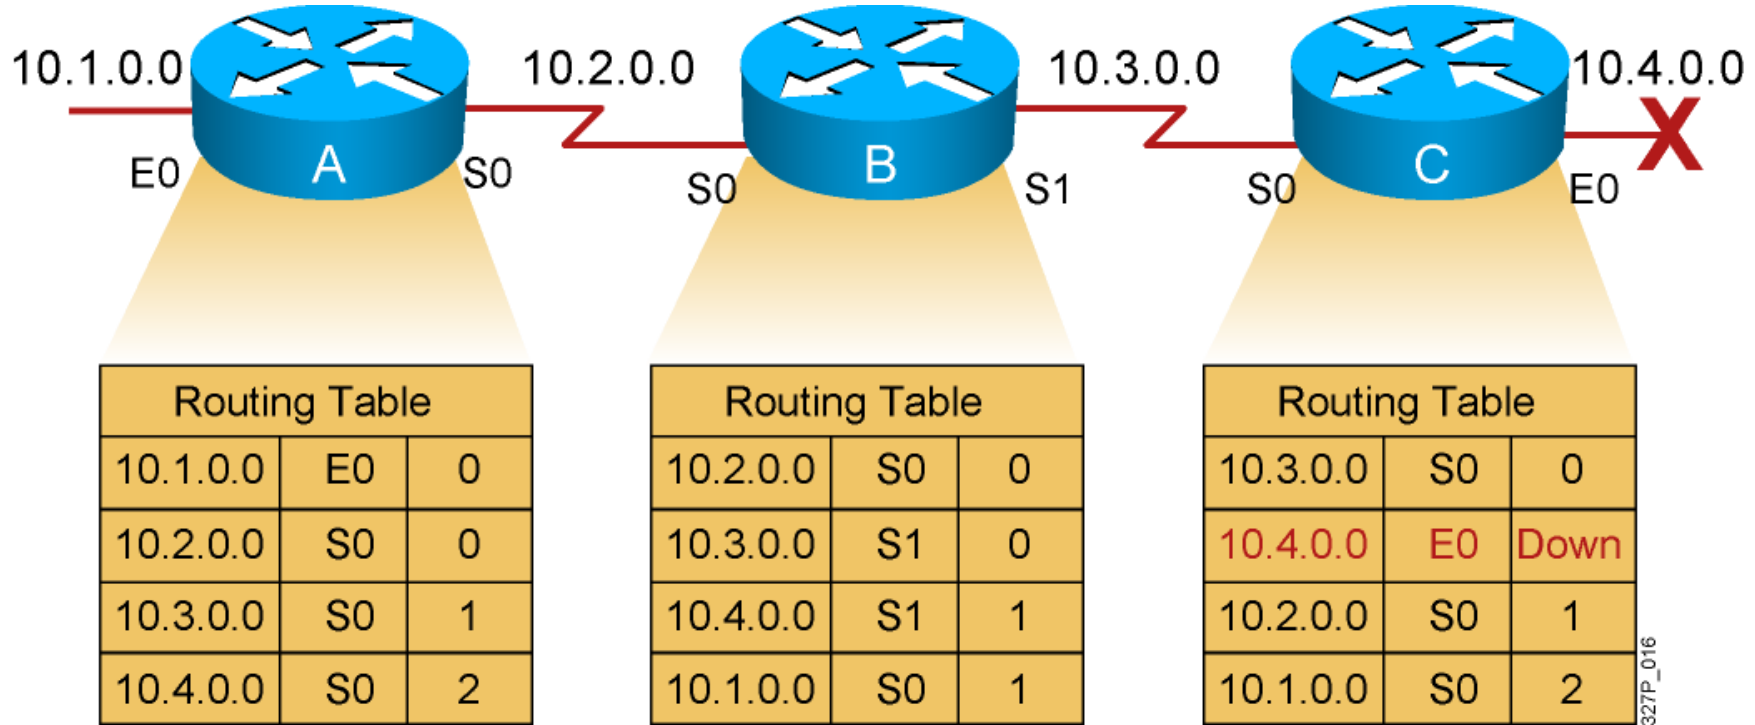 10.1.0.0 10.2.0.0 10.3.0.0 10.4.0.0
A B C
E0 S0 S0 S1 S0 E0
Routing Table
10.1.0.0 E0 0
10.2.0.0 S0 0
10.3.0.0 S0 1
10.4.0.0 S0 2
Routing Table
10.2.0.0 S0 0
10.3.0.0 S1 0
10.4.0.0 S1 1
10.1.0.0 S0 1
Routing Table
10.3.0.0 S0 0
10.4.0.0 E0 Down
10.2.0.0 S0 1
10.1.0.0 S0 2
327P_016